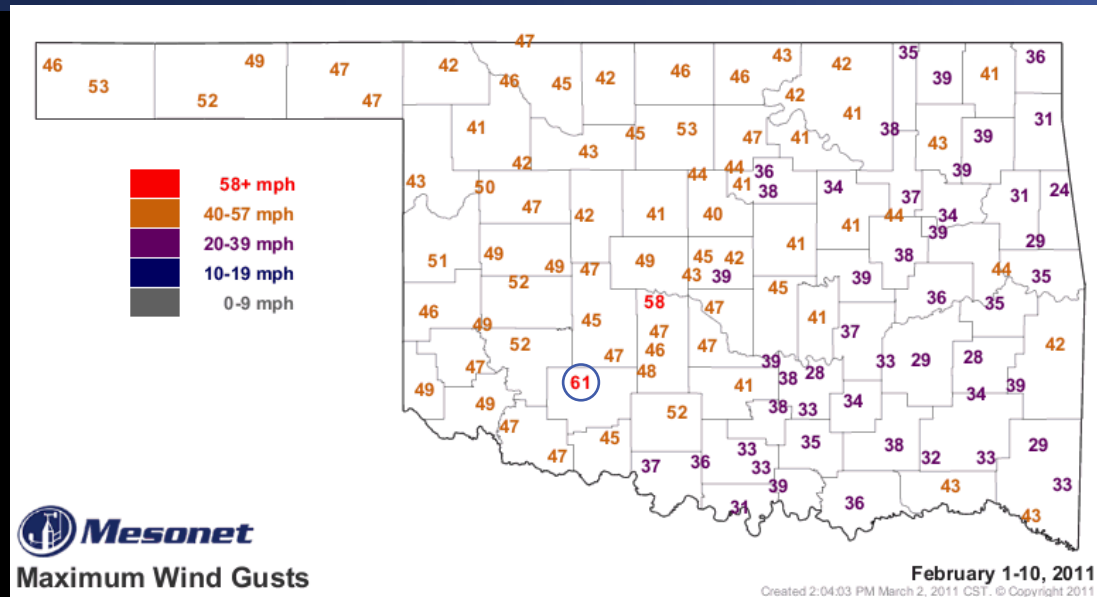 47
46 49 47 42 46 43 42 35 36
53 52 47 46 45 42 46 42 39 41
41 45 53 47 41 41 38 43 39 31
42 43 44 44 36 39
43 50 47 42 41 44 41 40 38 34 37 44 34 31 24
51 49 49 47 49 45 42 41 41 38 39 29
52 43 39 45 39 44 35
58+ mph
40-57 mph
20-39 mph
10-19 mph
0-9 mph
46 49 45 58 47 41 36 35
52 47 47 47 37 42
47 46 39 33 29 28
49 61 48 41 38 28 34 39
49 52 38 33 34
47 45 33 35 38 29
47 37 36 33 32 33
31 39 36 43 33
43
Mesonet
Maximum Wind Gusts
February 1-10, 2011
Created 2:04:03 PM March 2, 2011 CST. © Copyright 2011